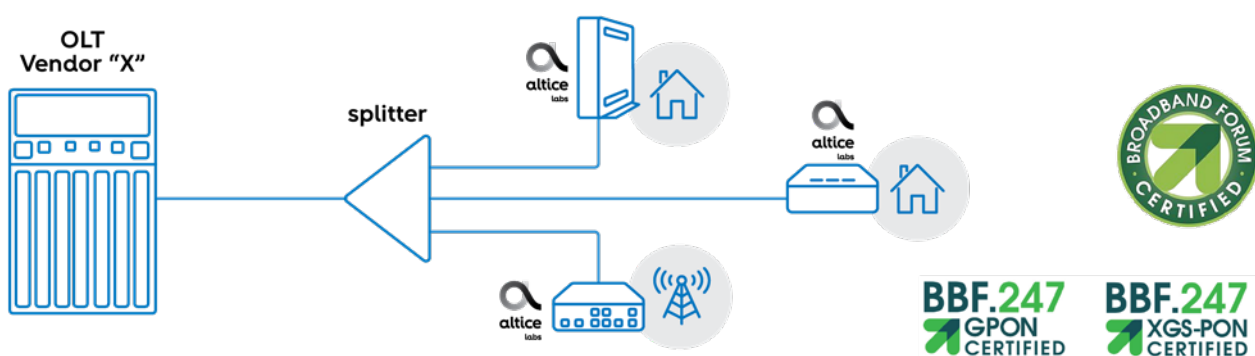 OLT
Vendor “X”
splitter
altice
labs
altice
labs
altice
labs
BROADBAND FORUM
CERTIFIED
BBF.247
GPON
CERTIFIED
BBF.247
XGS-PON
CERTIFIED